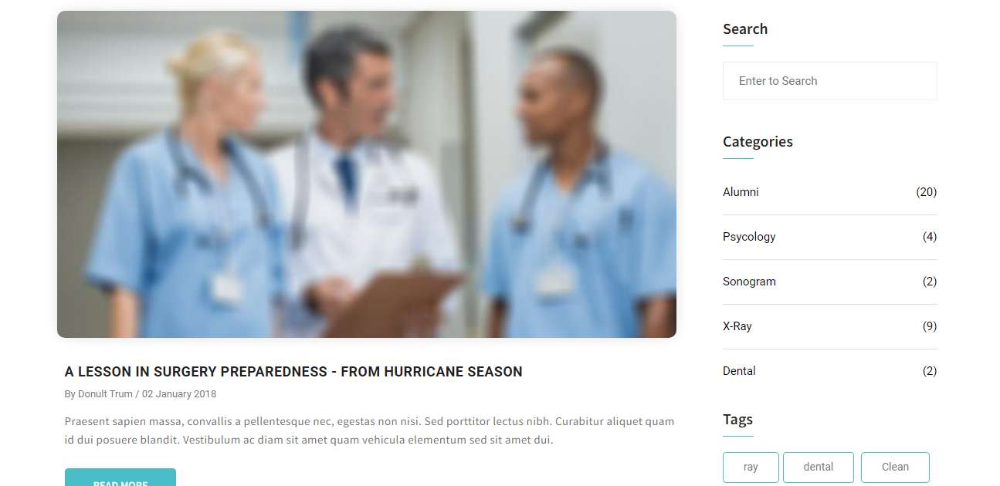 A LESSON IN SURGERY PREPAREDNESS - FROM HURRICANE SEASON
By Donult Trum / 02 January 2018
Praesent sapien massa, convallis a pellentesque nec, egestas non nisi. Sed porttitor lectus nibh. Curabitur aliquet quam
id dui posuere blandit. Vestibulum ac diam sit amet quam vehicula elementum sed sit amet dui.
READ MORE
Search
Enter to Search
Categories
Alumni (20)
Psycology (4)
Sonogram (2)
X-Ray (9)
Dental (2)
Tags
ray dental Clean